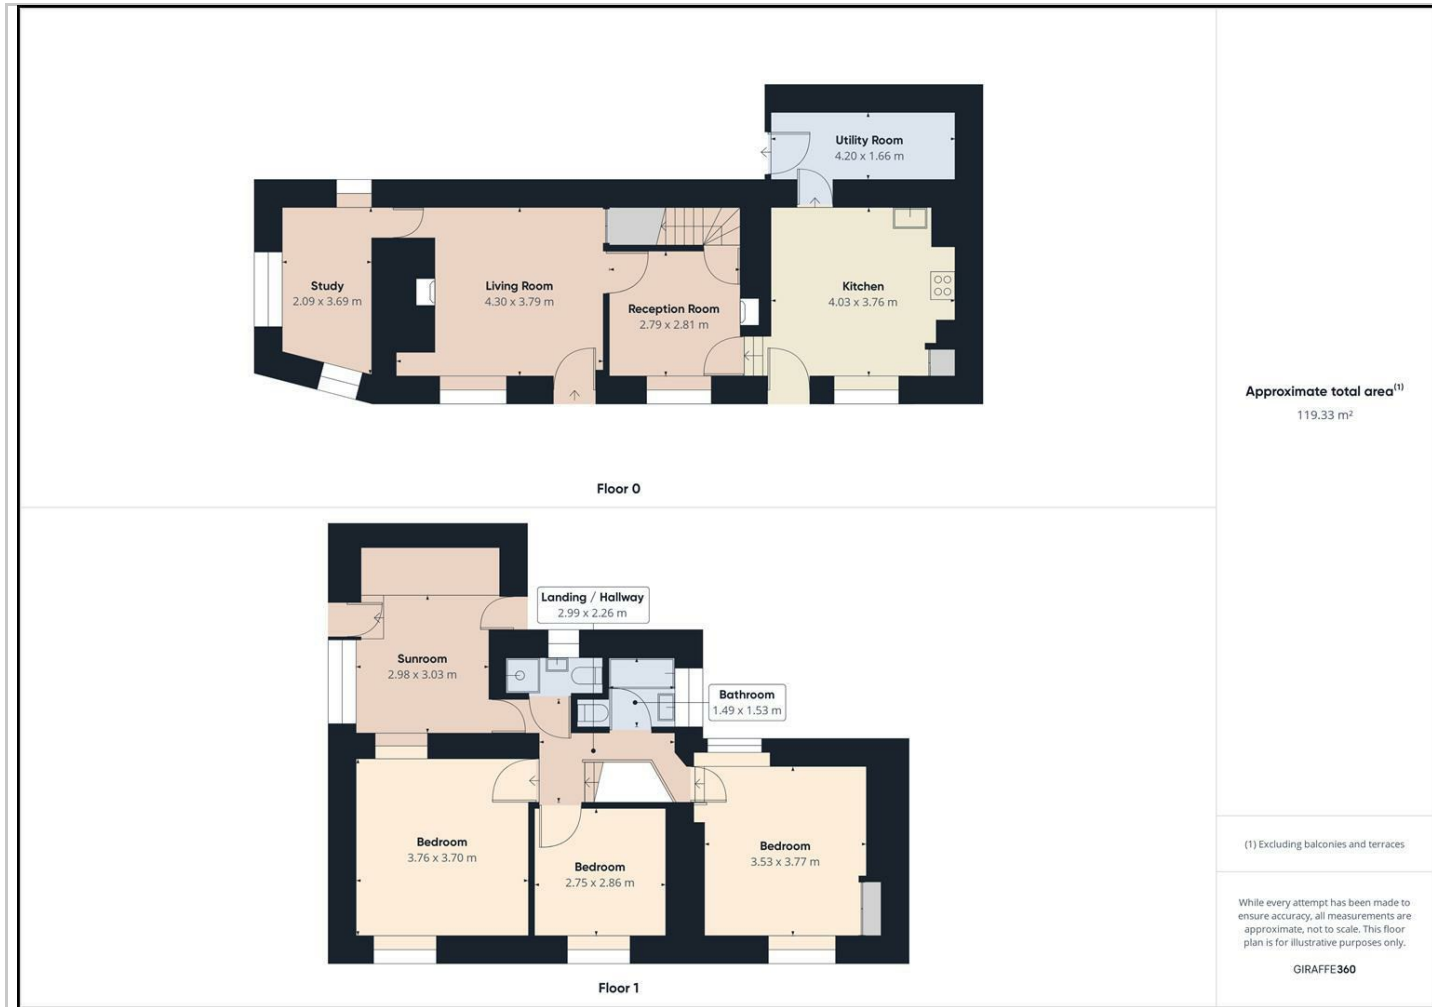 Utility Room
4.20 x 1.66 m
Study
2.09 x 3.69 m
Living Room
4.30 x 3.79 m
Reception Room
2.79 x 2.81 m
Kitchen
4.03 x 3.76 m
Floor 0
Landing / Hallway
2.99 x 2.26 m
Sunroom
2.98 x 3.03 m
Bathroom
1.49 x 1.53 m
Bedroom
3.76 x 3.70 m
Bedroom
2.75 x 2.86 m
Bedroom
3.53 x 3.77 m
Floor 1
Approximate total area(1)
119.33 m²
(1) Excluding balconies and terraces
While every attempt has been made to
ensure accuracy, all measurements are
approximate, not to scale. This floor
plan is for illustrative purposes only.
GIRAFFE360